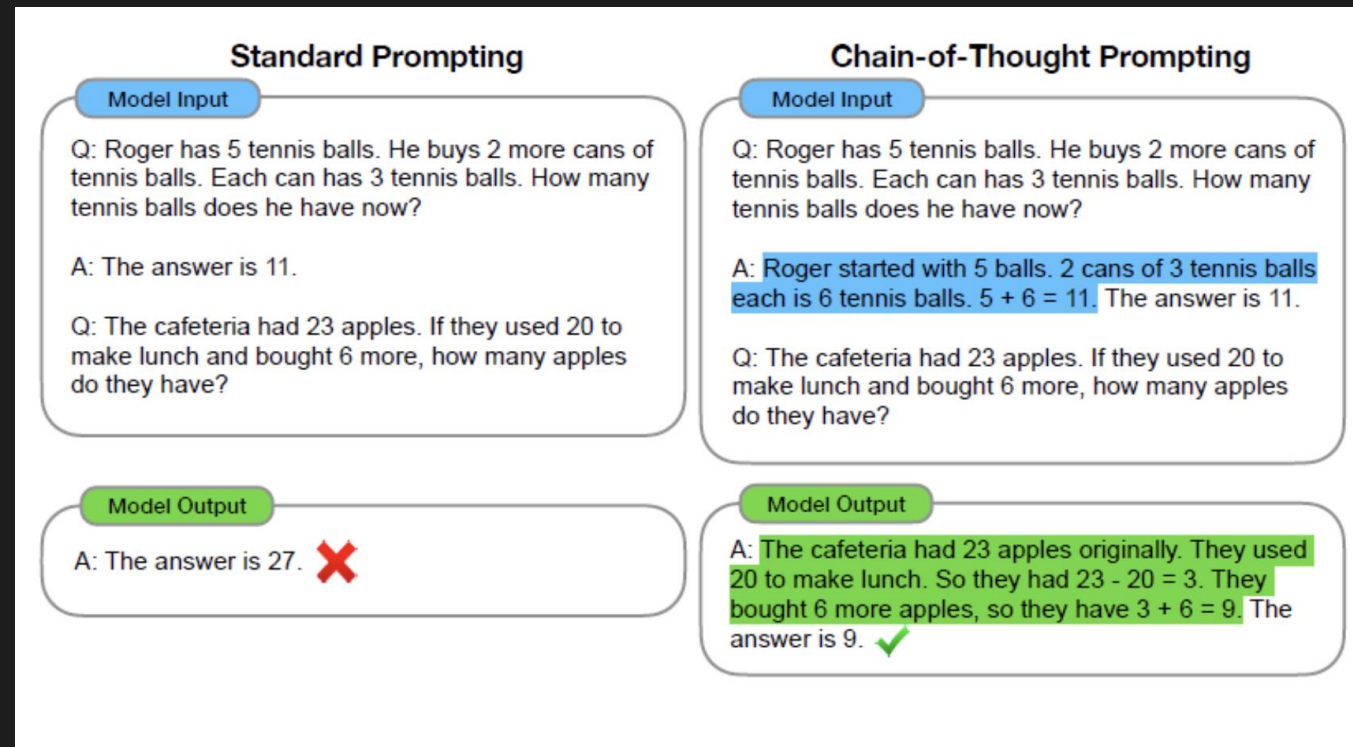 Standard Prompting
Model Input
Q: Roger has 5 tennis balls. He buys 2 more cans of
tennis balls. Each can has 3 tennis balls. How many
tennis balls does he have now?
A: The answer is 11.
Q: The cafeteria had 23 apples. If they used 20 to
make lunch and bought 6 more, how many apples
do they have?
Model Output
A: The answer is 27.
Chain-of-Thought Prompting
Model Input
Q: Roger has 5 tennis balls. He buys 2 more cans of
tennis balls. Each can has 3 tennis balls. How many
tennis balls does he have now?
A: Roger started with 5 balls. 2 cans of 3 tennis balls
each is 6 tennis balls. 5 + 6 = 11. The answer is 11.
Q: The cafeteria had 23 apples. If they used 20 to
make lunch and bought 6 more, how many apples
do they have?
Model Output
A: The cafeteria had 23 apples originally. They used
20 to make lunch. So they had 23 - 20 = 3. They
bought 6 more apples, so they have 3 + 6 = 9. The
answer is 9.